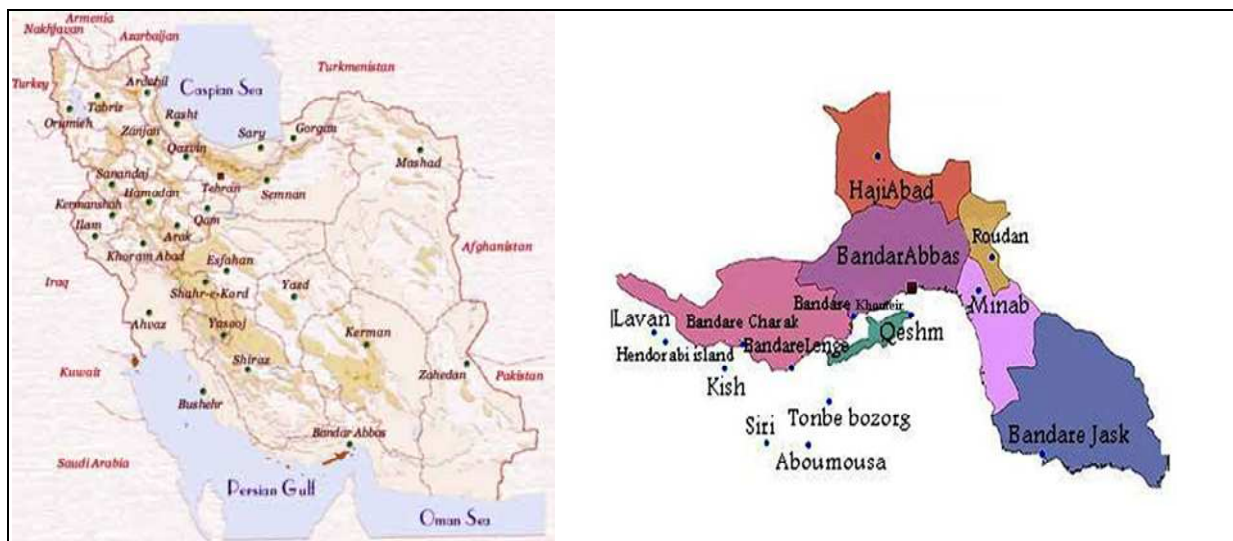 Armenia
Nakhjavan
Azarbaijan
Turkey
Ardebil
Caspian Sea
Turkmenistan
Tabriz
Orumieh
Rasht
Zanjan
Sary
Gorgan
Qazvin
Mashad
Sanandaj
Tehran
Semnan
Hamadan
Kermanshah
Qam
Ilam
Arak
Afghanistan
Khoram Abad
Esfahan
Iraq
Shahr-e-Kord
Yazd
Ahvaz
Yasooj
Kerman
Kuwait
Shiraz
Zahedan
Pakistan
Bushehr
Bandar Abbas
Saudi Arabia
Persian Gulf
Oman Sea
HajiAbad
Roudan
BandarAbbas
Minab
Bandare Khameir
Lavan
Bandare Charak
Qeshm
Hendorabi island
BandareLenge
Kish
Tonbe bozorg
Siri
Aboumousa
Bandare Jask